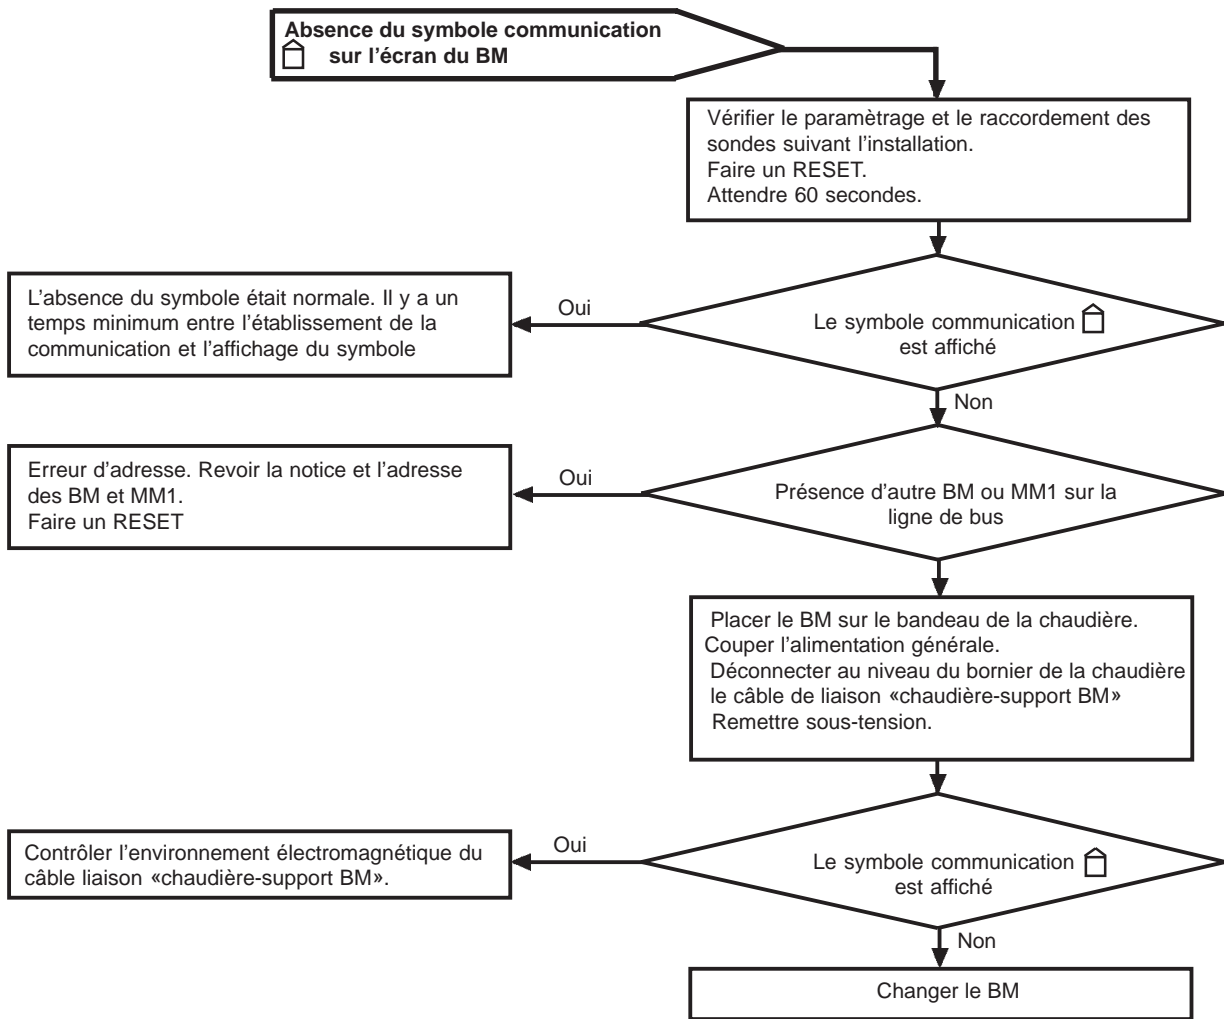 Absence du symbole communication
sur l'écran du BM
Vérifier le paramètrage et le raccordement des
sondes suivant l'installation.
Faire un RESET.
Attendre 60 secondes.
L'absence du symbole était normale. Il y a un
temps minimum entre l'établissement de la
communication et l'affichage du symbole
Oui
Le symbole communication
est affiché
Non
Erreur d'adresse. Revoir la notice et l'adresse
des BM et MM1.
Faire un RESET
Oui
Présence d'autre BM ou MM1 sur la
ligne de bus
Placer le BM sur le bandeau de la chaudière.
Couper l'alimentation générale.
Déconnecter au niveau du bornier de la chaudière
le câble de liaison «chaudière-support BM»
Remettre sous-tension.
Contrôler l'environnement électromagnétique du
câble liaison «chaudière-support BM».
Oui
Le symbole communication
est affiché
Non
Changer le BM